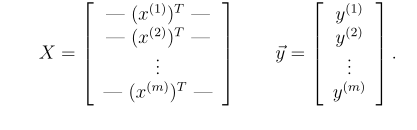 X = [ — (x^{(1)})^T —
— (x^{(2)})^T —
⋮
— (x^{(m)})^T — ]
\vec{y} = [ y^{(1)}
y^{(2)}
⋮
y^{(m)} ] .